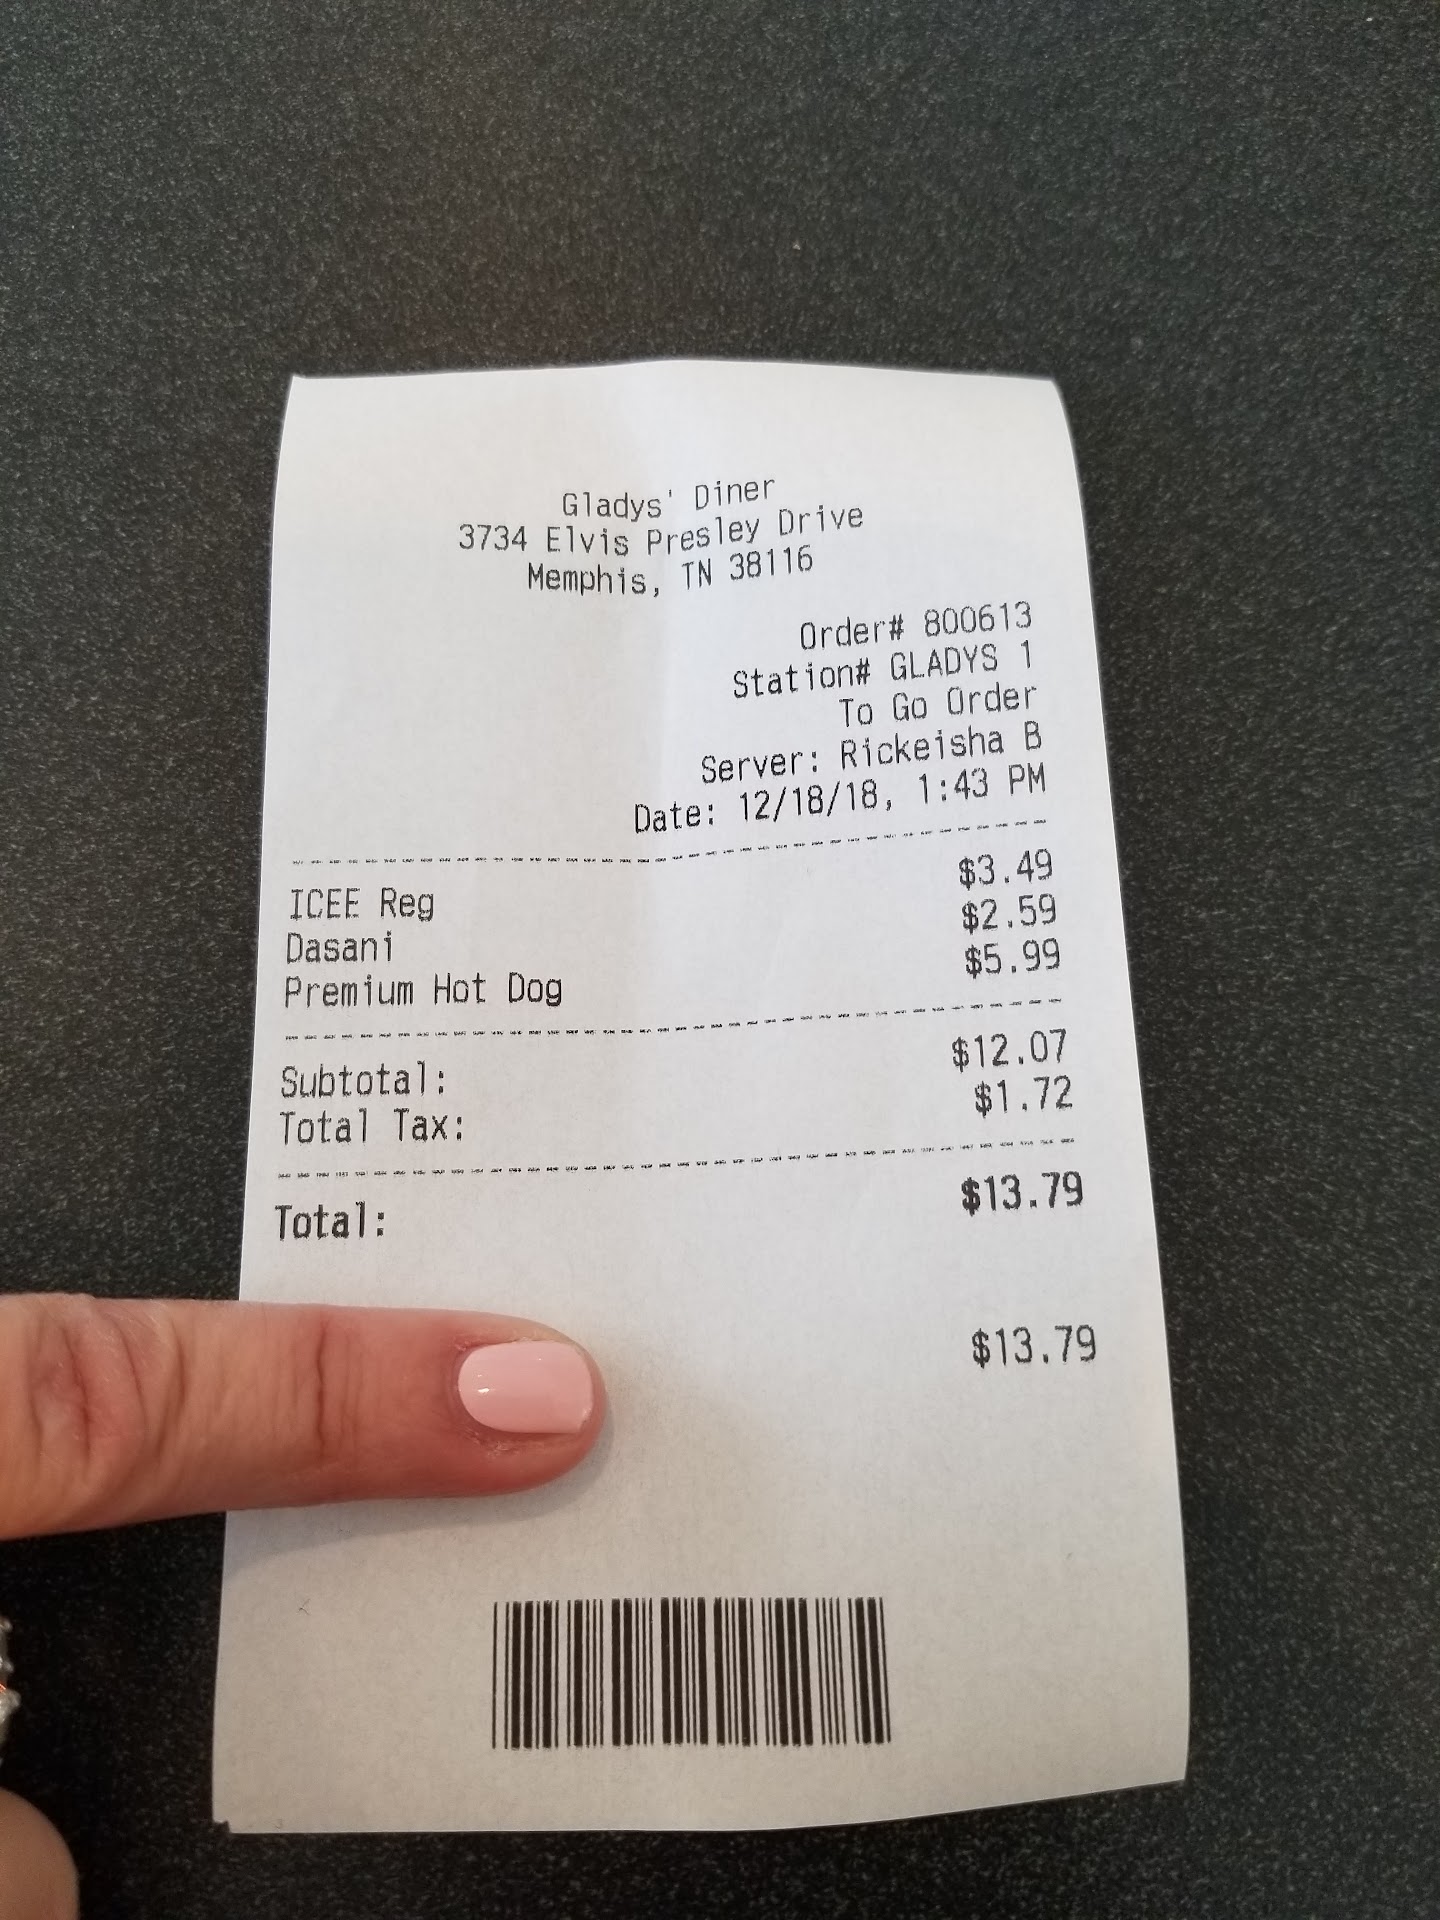 Gladys' Diner
3734 Elvis Presley Drive
Memphis, TN 38116
Order# 800613
Station# GLADYS 1
To Go Order
Server: Rickeisha B
Date: 12/18/18, 1:43 PM
ICEE Reg $3.49
Dasani $2.59
Premium Hot Dog $5.99
Subtotal: $12.07
Total Tax: $1.72
Total: $13.79
$13.79